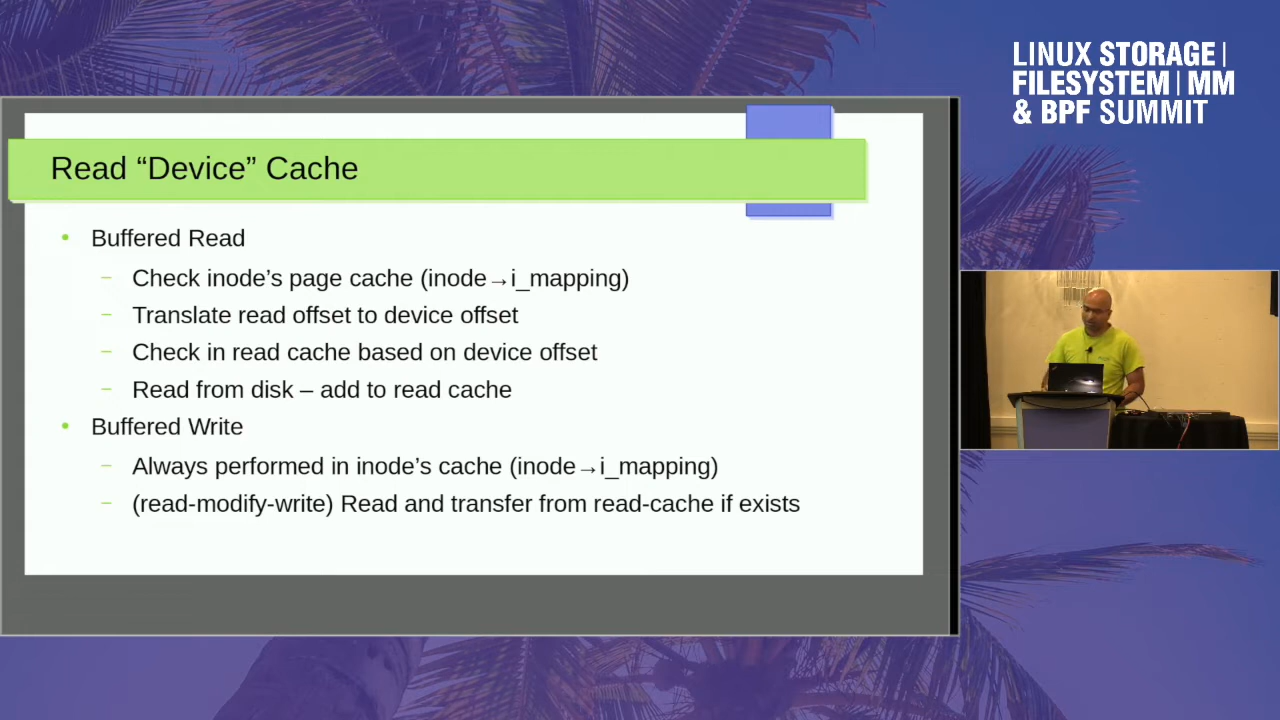 LINUX STORAGE |
FILESYSTEM | MM
& BPF SUMMIT
Read “Device” Cache
• Buffered Read
– Check inode’s page cache (inode→i_mapping)
– Translate read offset to device offset
– Check in read cache based on device offset
– Read from disk – add to read cache
• Buffered Write
– Always performed in inode’s cache (inode→i_mapping)
– (read-modify-write) Read and transfer from read-cache if exists